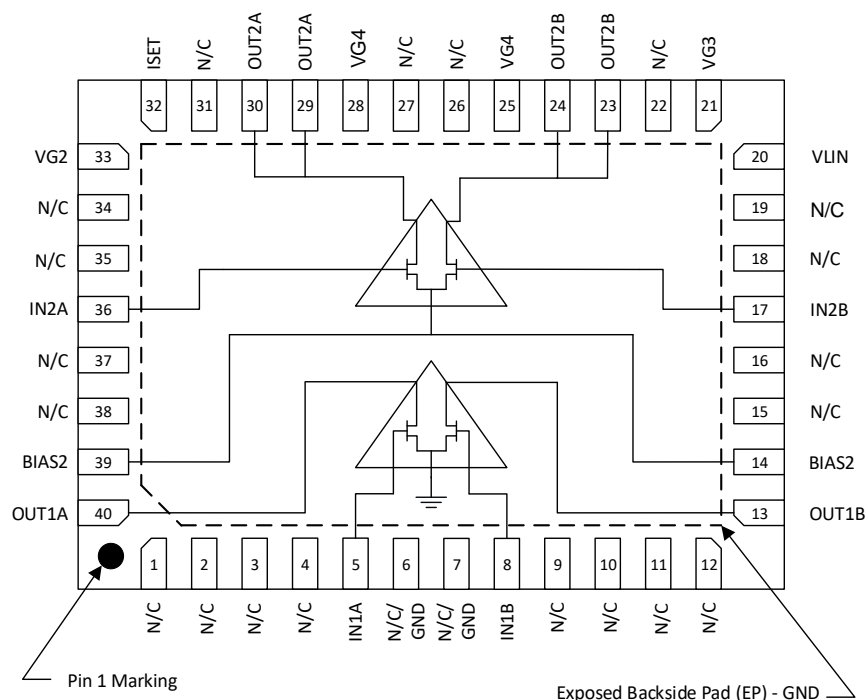 ISET
N/C
OUT2A
OUT2A
VG4
N/C
N/C
VG4
OUT2B
OUT2B
N/C
VG3
32
31
30
29
28
27
26
25
24
23
22
21
VG2
33
20
VLIN
N/C
34
19
N/C
N/C
35
18
N/C
IN2A
36
17
IN2B
N/C
37
16
N/C
N/C
38
15
N/C
BIAS2
39
14
BIAS2
OUT1A
40
13
OUT1B
1
2
3
4
5
6
7
8
9
10
11
12
N/C
N/C
N/C
N/C
IN1A
N/C/
GND
N/C/
GND
IN1B
N/C
N/C
N/C
N/C
Pin 1 Marking
Exposed Backside Pad (EP) - GND